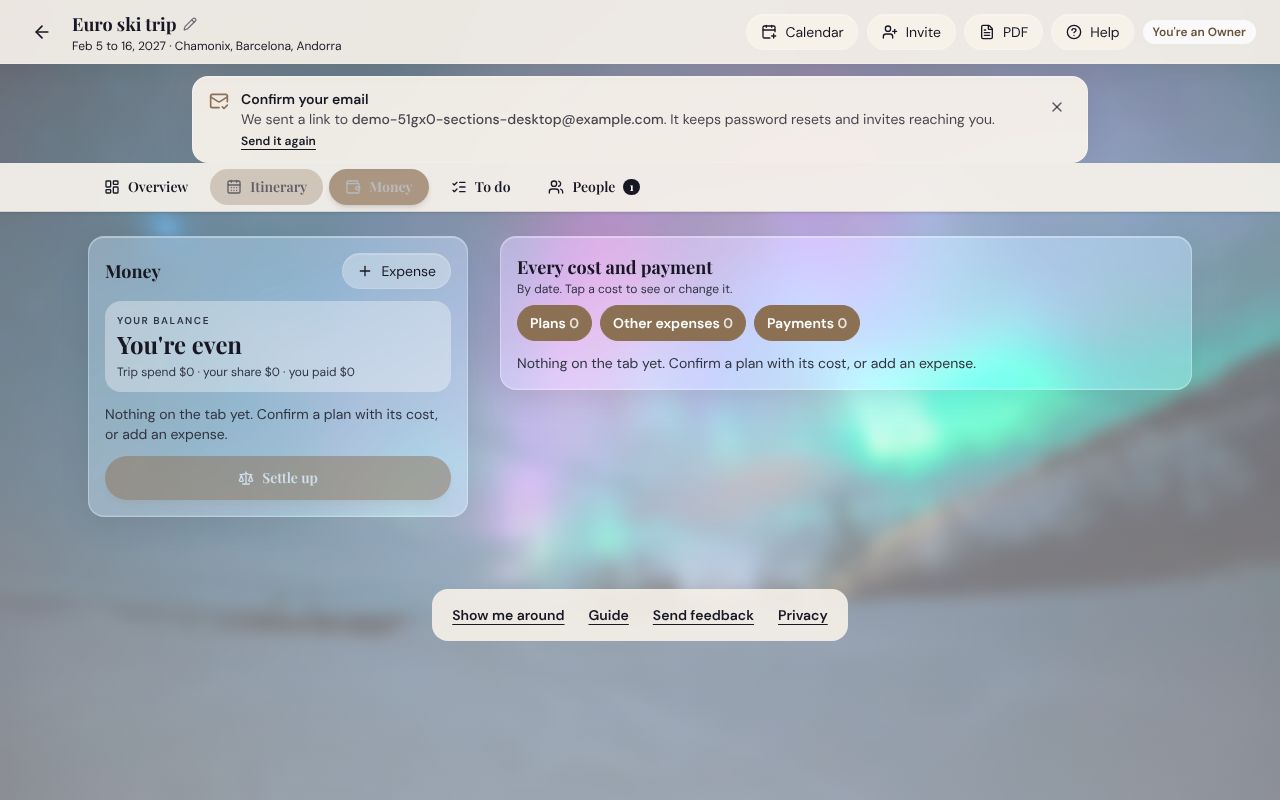 Euro ski trip
Feb 5 to 16, 2027 · Chamonix, Barcelona, Andorra
Calendar
Invite
PDF
Help
You're an Owner
Confirm your email
We sent a link to demo-51gx0-sections-desktop@example.com. It keeps password resets and invites reaching you.
Send it again
Overview
Itinerary
Money
To do
People 1
Money
Expense
YOUR BALANCE
You're even
Trip spend $0 · your share $0 · you paid $0
Nothing on the tab yet. Confirm a plan with its cost,
or add an expense.
Settle up
Every cost and payment
By date. Tap a cost to see or change it.
Plans 0
Other expenses 0
Payments 0
Nothing on the tab yet. Confirm a plan with its cost, or add an expense.
Show me around
Guide
Send feedback
Privacy